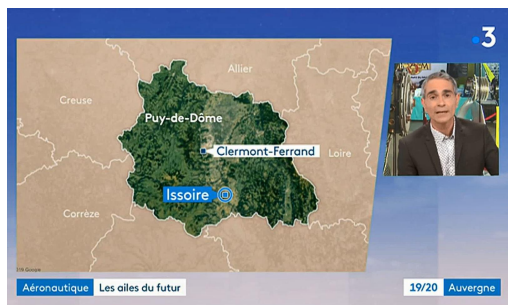 3
Allier
Creuse
Puy-de-Dôme
Clermont-Ferrand
Loire
Issoire
Corrèze
Aéronautique Les ailes du futur
19/20 Auvergne